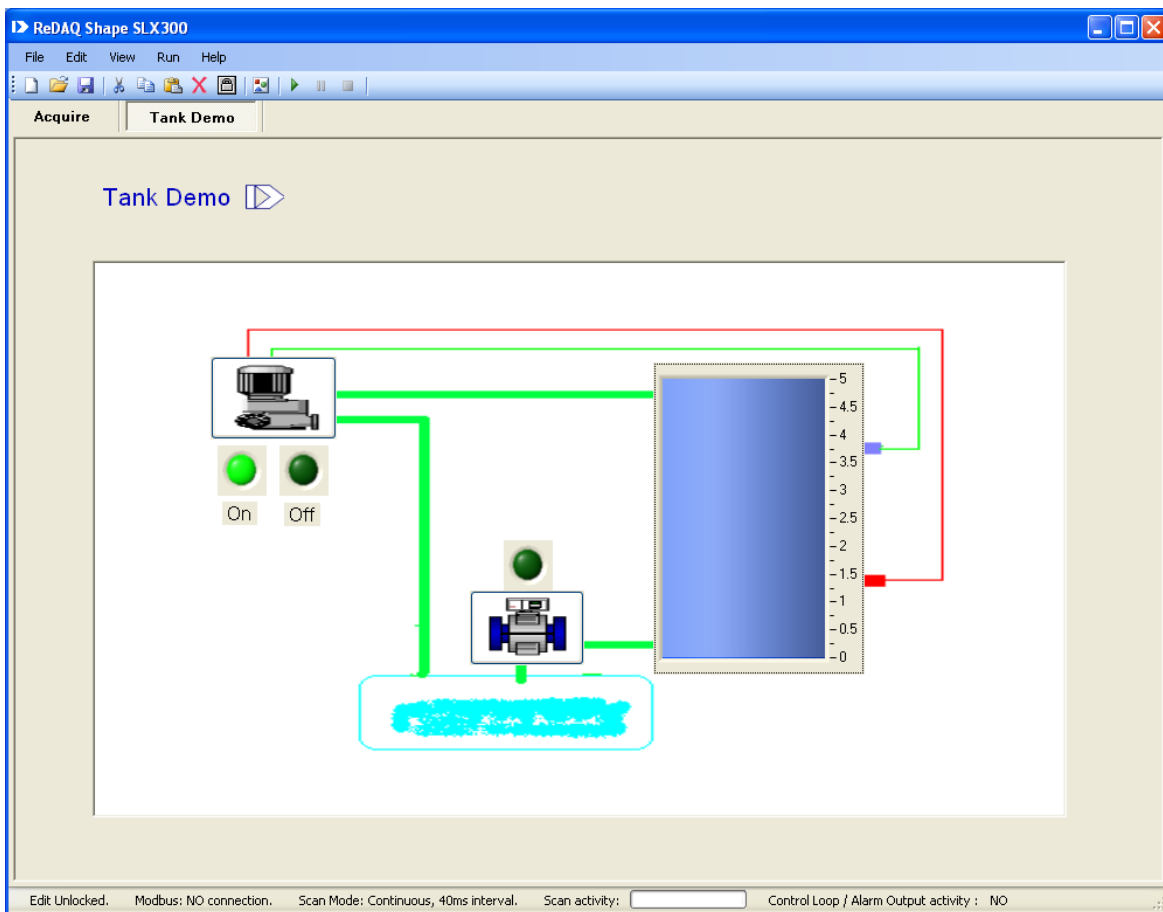 ReDAQ Shape SLX300
File Edit View Run Help
Acquire Tank Demo
Tank Demo
5
4.5
4
3.5
3
2.5
2
1.5
1
0.5
0
On Off
Edit Unlocked. Modbus: NO connection. Scan Mode: Continuous, 40ms interval. Scan activity: Control Loop / Alarm Output activity : NO